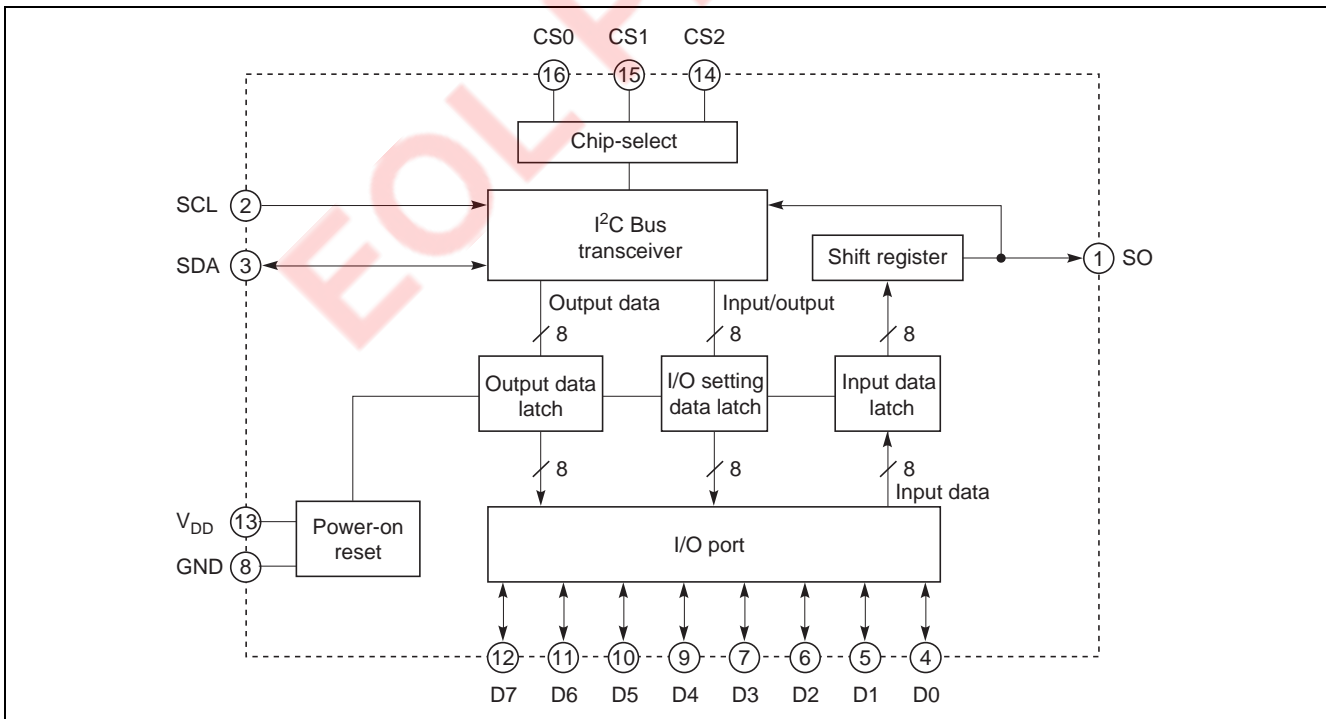 EOL P
CS0 CS1 CS2
16 15 14
Chip-select
SCL 2
I²C Bus
transceiver
SDA 3
Shift register
1 SO
Output data
Input/output
8 8 8
Output data
latch
I/O setting
data latch
Input data
latch
8 8 8
Input data
VDD 13
GND 8
Power-on
reset
I/O port
12 11 10 9 7 6 5 4
D7 D6 D5 D4 D3 D2 D1 D0